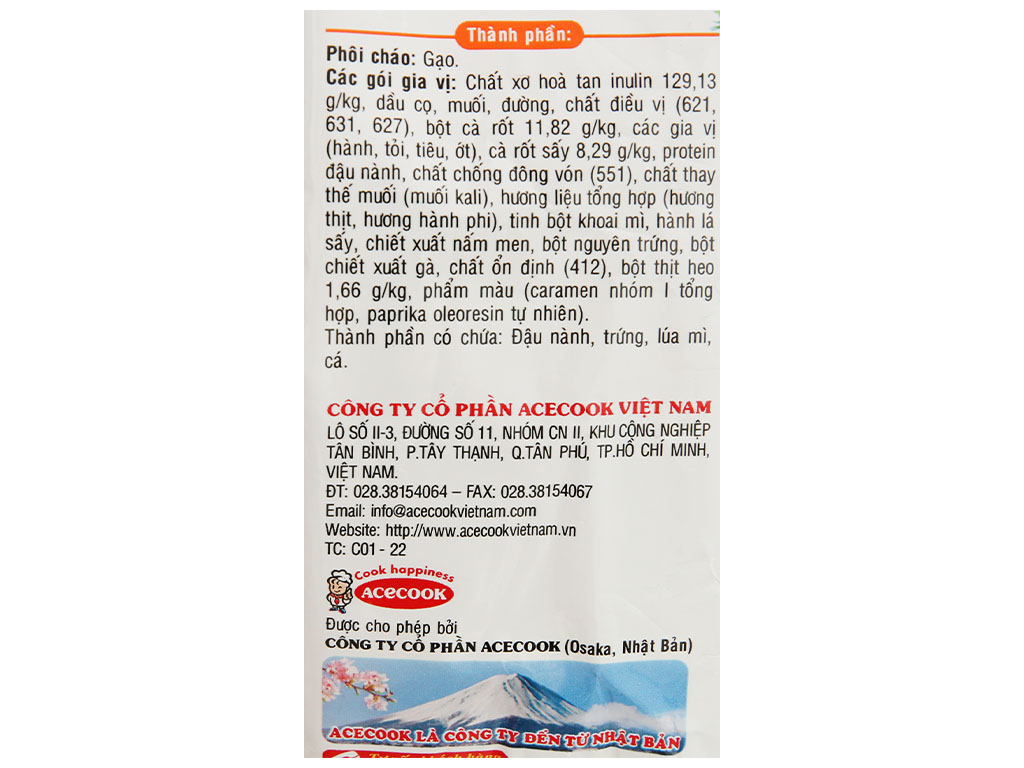 Thành phần:
Phôi cháo: Gạo.
Các gói gia vị: Chất xơ hoà tan inulin 129,13
g/kg, dầu cọ, muối, đường, chất điều vị (621,
631, 627), bột cà rốt 11,82 g/kg, các gia vị
(hành, tỏi, tiêu, ớt), cà rốt sấy 8,29 g/kg, protein
đậu nành, chất chống đông vón (551), chất thay
thế muối (muối kali), hương liệu tổng hợp (hương
thịt, hương hành phi), tinh bột khoai mì, hành lá
sấy, chiết xuất nấm men, bột nguyên trứng, bột
chiết xuất gà, chất ổn định (412), bột thịt heo
1,66 g/kg, phẩm màu (caramen nhóm I tổng
hợp, paprika oleoresin tự nhiên).
Thành phần có chứa: Đậu nành, trứng, lúa mì,
cá.
CÔNG TY CỔ PHẦN ACECOOK VIỆT NAM
LÔ SỐ II-3, ĐƯỜNG SỐ 11, NHÓM CN II, KHU CÔNG NGHIỆP
TÂN BÌNH, P.TÂY THẠNH, Q.TÂN PHÚ, TP.HỒ CHÍ MINH,
VIỆT NAM.
ĐT: 028.38154064 – FAX: 028.38154067
Email: info@acecookvietnam.com
Website: http://www.acecookvietnam.vn
TC: C01 - 22
Cook happiness
ACECOOK
Được cho phép bởi
CÔNG TY CỔ PHẦN ACECOOK (Osaka, Nhật Bản)
ACECOOK LÀ CÔNG TY ĐẾN TỪ NHẬT BẢN